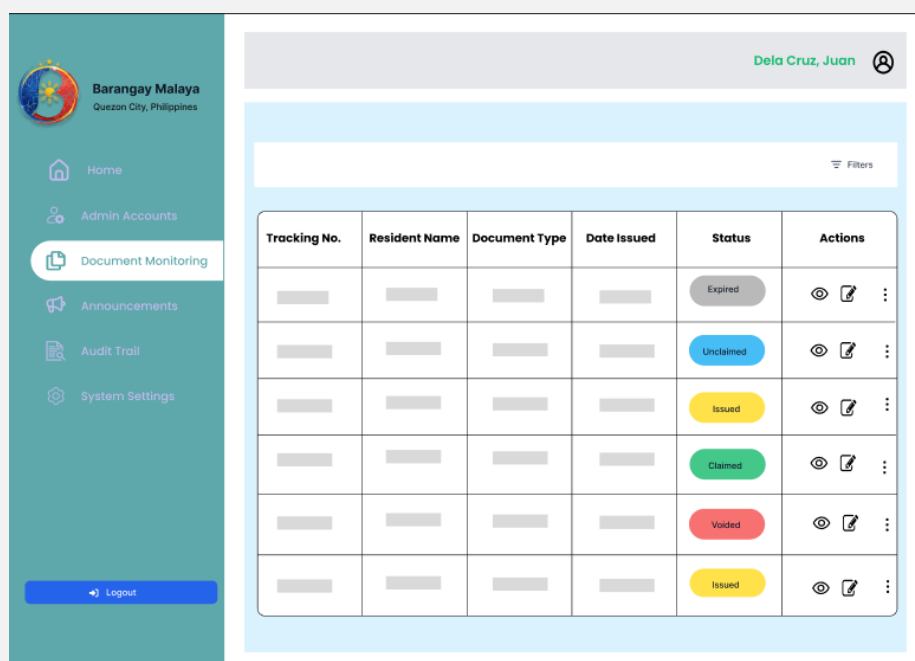 Barangay Malaya
Quezon City, Philippines
Home
Admin Accounts
Document Monitoring
Announcements
Audit Trail
System Settings
Logout
Dela Cruz, Juan
Filters
Tracking No. Resident Name Document Type Date Issued Status Actions
Expired
Unclaimed
Issued
Claimed
Voided
Issued